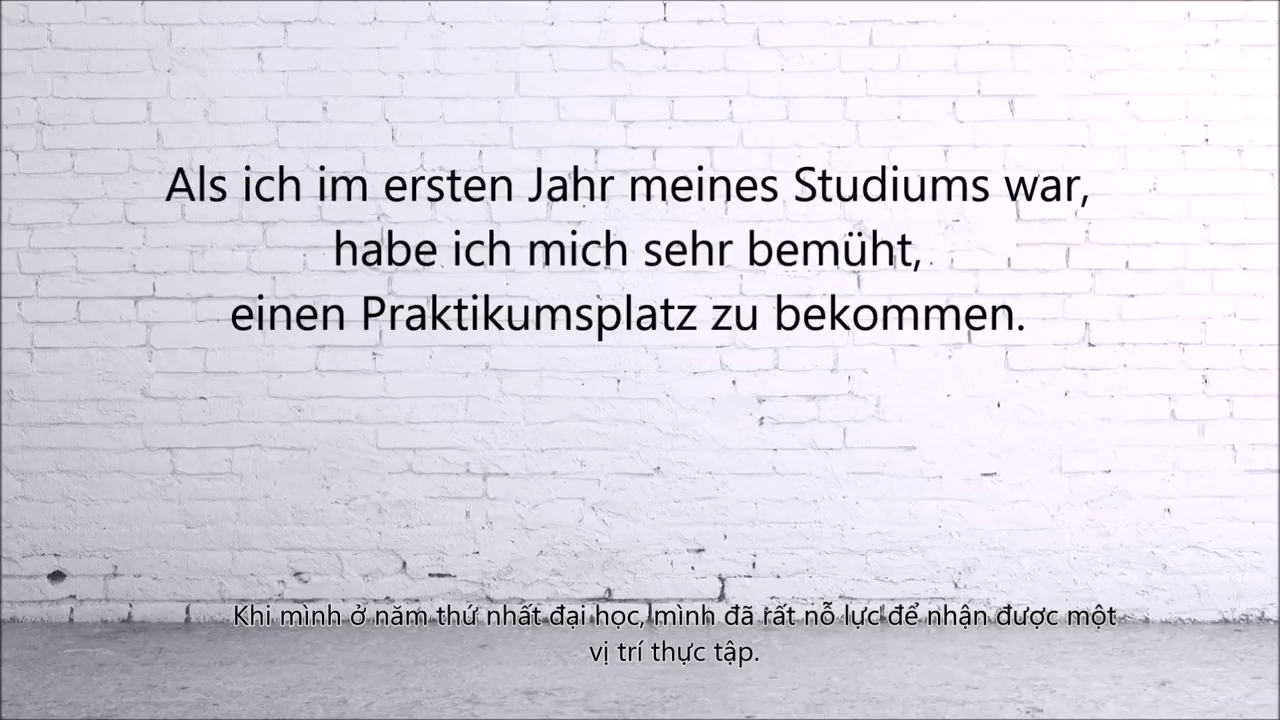 Als ich im ersten Jahr meines Studiums war,
habe ich mich sehr bemüht,
einen Praktikumsplatz zu bekommen.
Khi mình ở năm thứ nhất đại học, mình đã rất nỗ lực để nhận được một
vị trí thực tập.